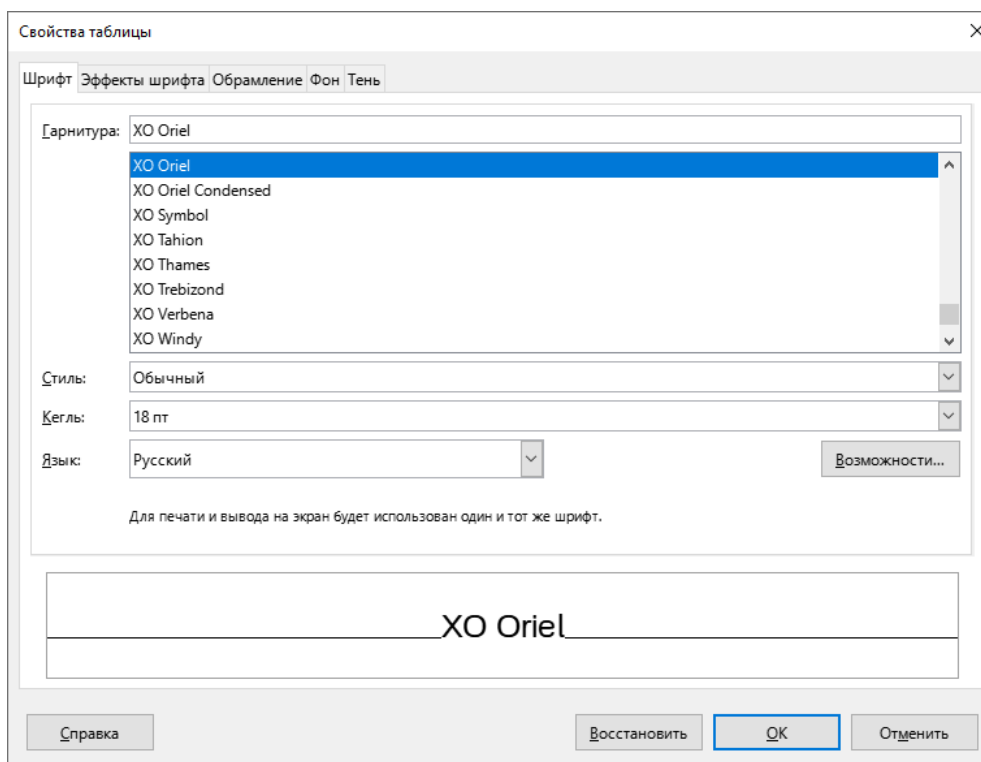 Свойства таблицы
Шрифт Эффекты шрифта Обрамление Фон Тень
Гарнитура: XO Oriel
XO Oriel
XO Oriel Condensed
XO Symbol
XO Tahion
XO Thames
XO Trebizond
XO Verbena
XO Windy
Стиль: Обычный
Кегль: 18 пт
Язык: Русский Возможности...
Для печати и вывода на экран будет использован один и тот же шрифт.
XO Oriel
Справка Восстановить OK Отменить